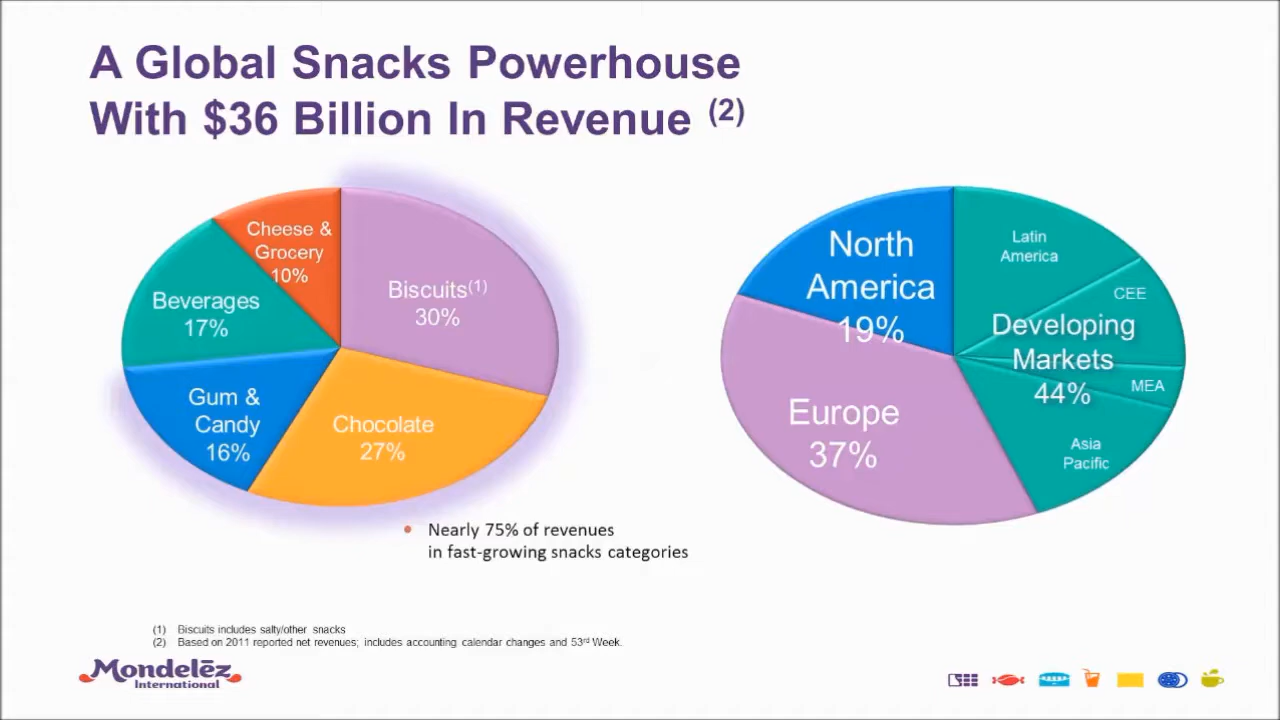 A Global Snacks Powerhouse
With $36 Billion In Revenue (2)
Cheese &
Grocery
10%
Biscuits(1)
30%
Beverages
17%
Gum &
Candy
16%
Chocolate
27%
North
America
19%
Latin
America
CEE
Developing
Markets
44%
MEA
Europe
37%
Asia
Pacific
• Nearly 75% of revenues
in fast-growing snacks categories
(1) Biscuits includes salty/other snacks
(2) Based on 2011 reported net revenues; includes accounting calendar changes and 53rd Week.
Mondelēz
International